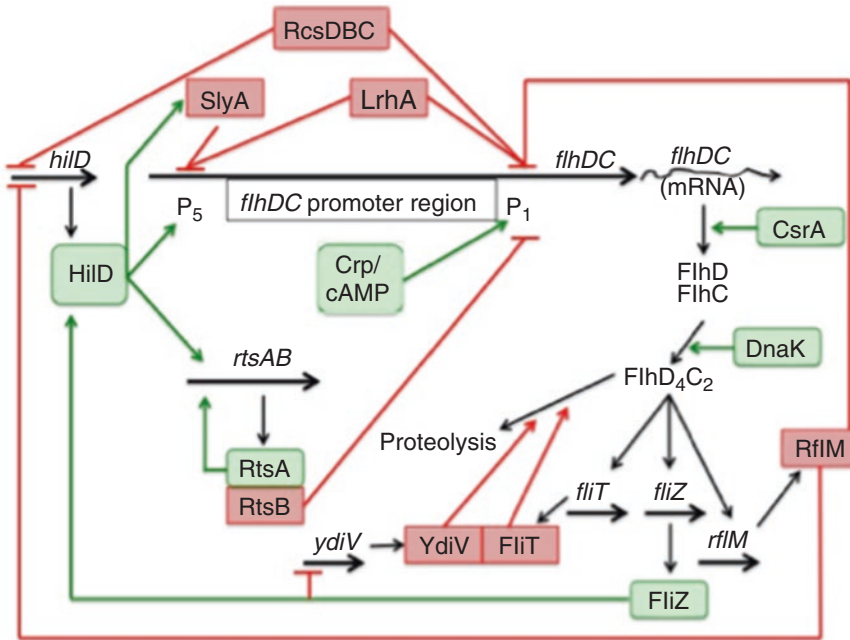 RcsDBC
SlyA
LrhA
hilD
flhDC
flhDC
(mRNA)
P5
flhDC promoter region
P1
CsrA
HilD
Crp/
cAMP
FlhD
FlhC
DnaK
rtsAB
FlhD4C2
Proteolysis
RflM
RtsA
RtsB
fliT
fliZ
ydiV
YdiV
FliT
rflM
FliZ